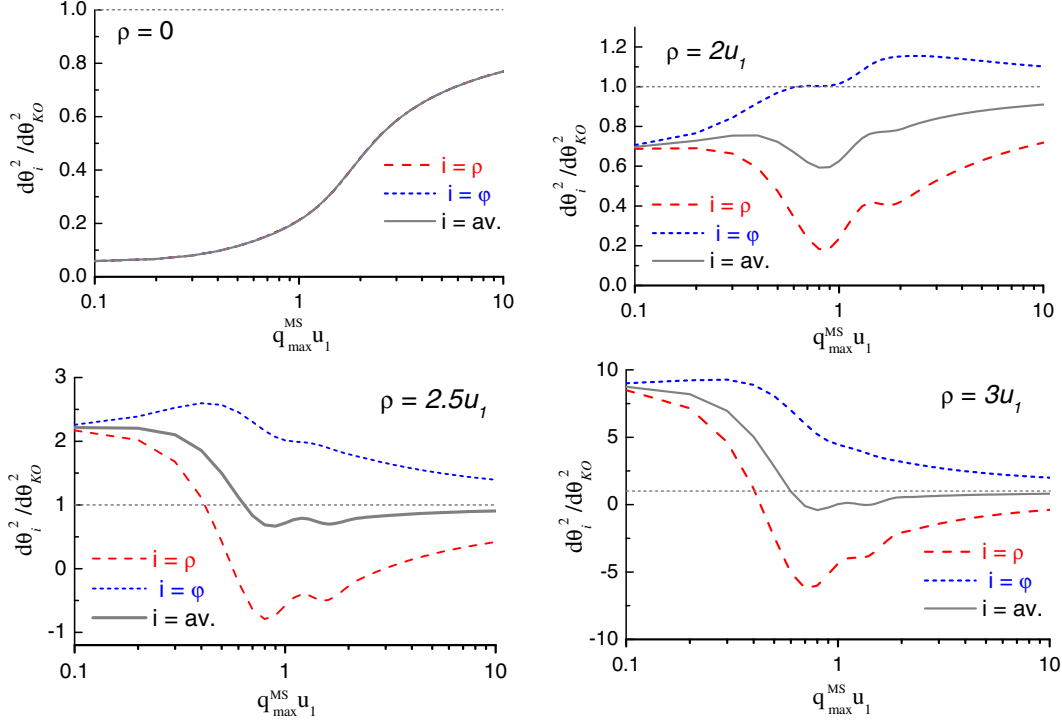 ρ = 0
1.0
0.8
0.6
0.4
0.2
0.0
dθ_i^2/dθ_KO^2
i = ρ
i = φ
i = av.
0.1 1 10
q_max^MS u_1
ρ = 2u_1
1.4
1.2
1.0
0.8
0.6
0.4
0.2
0.0
dθ_i^2/dθ_KO^2
i = ρ
i = φ
i = av.
0.1 1 10
q_max^MS u_1
ρ = 2.5u_1
3
2
1
0
-1
dθ_i^2/dθ_KO^2
i = ρ
i = φ
i = av.
0.1 1 10
q_max^MS u_1
ρ = 3u_1
10
5
0
-5
-10
dθ_i^2/dθ_KO^2
i = ρ
i = φ
i = av.
0.1 1 10
q_max^MS u_1